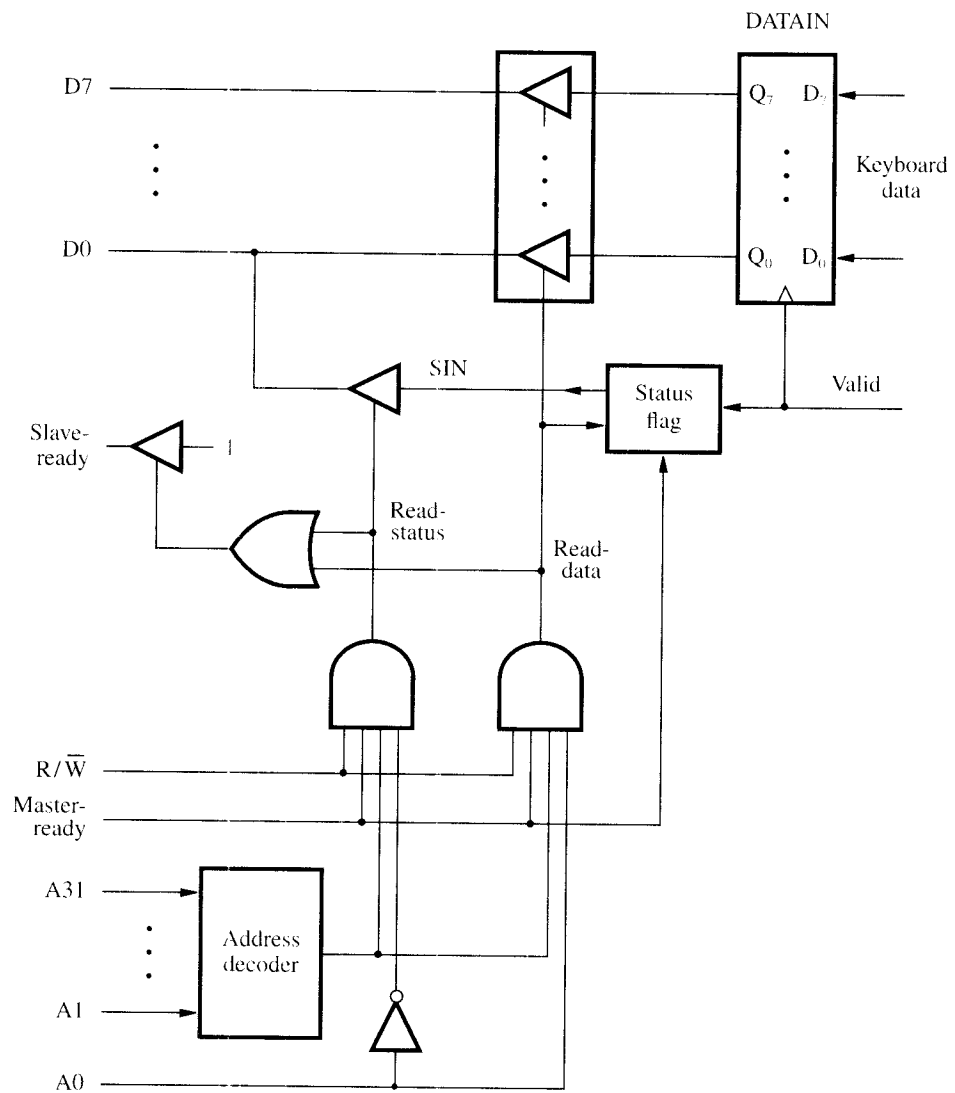 DATAIN
D7
Q7 D7
Keyboard
data
D0
Q0 D0
SIN
Status
flag
Valid
Slave-
ready
1
Read-
status
Read-
data
R/W̅
Master-
ready
A31
Address
decoder
A1
A0